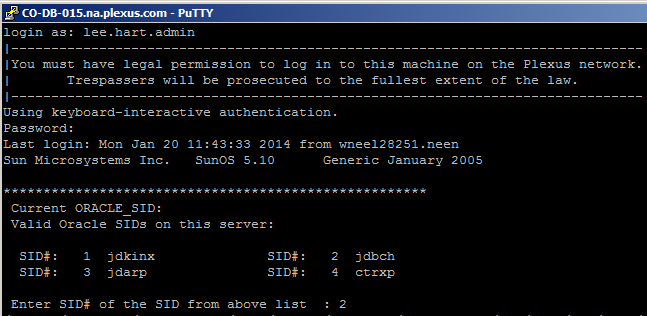 CO-DB-015.na.plexus.com - PuTTY
login as: lee.hart.admin
|-----------------------------------------------------------------------------
|You must have legal permission to log in to this machine on the Plexus network.
|       Trespassers will be prosecuted to the fullest extent of the law.
|-----------------------------------------------------------------------------
Using keyboard-interactive authentication.
Password:
Last login: Mon Jan 20 11:43:33 2014 from wneel28251.neen
Sun Microsystems Inc.   SunOS 5.10      Generic January 2005
****************************************************
Current ORACLE_SID:
Valid Oracle SIDs on this server:
SID#:   1  jdkinx              SID#:   2  jdbch
SID#:   3  jdarp               SID#:   4  ctrxp
Enter SID# of the SID from above list  : 2